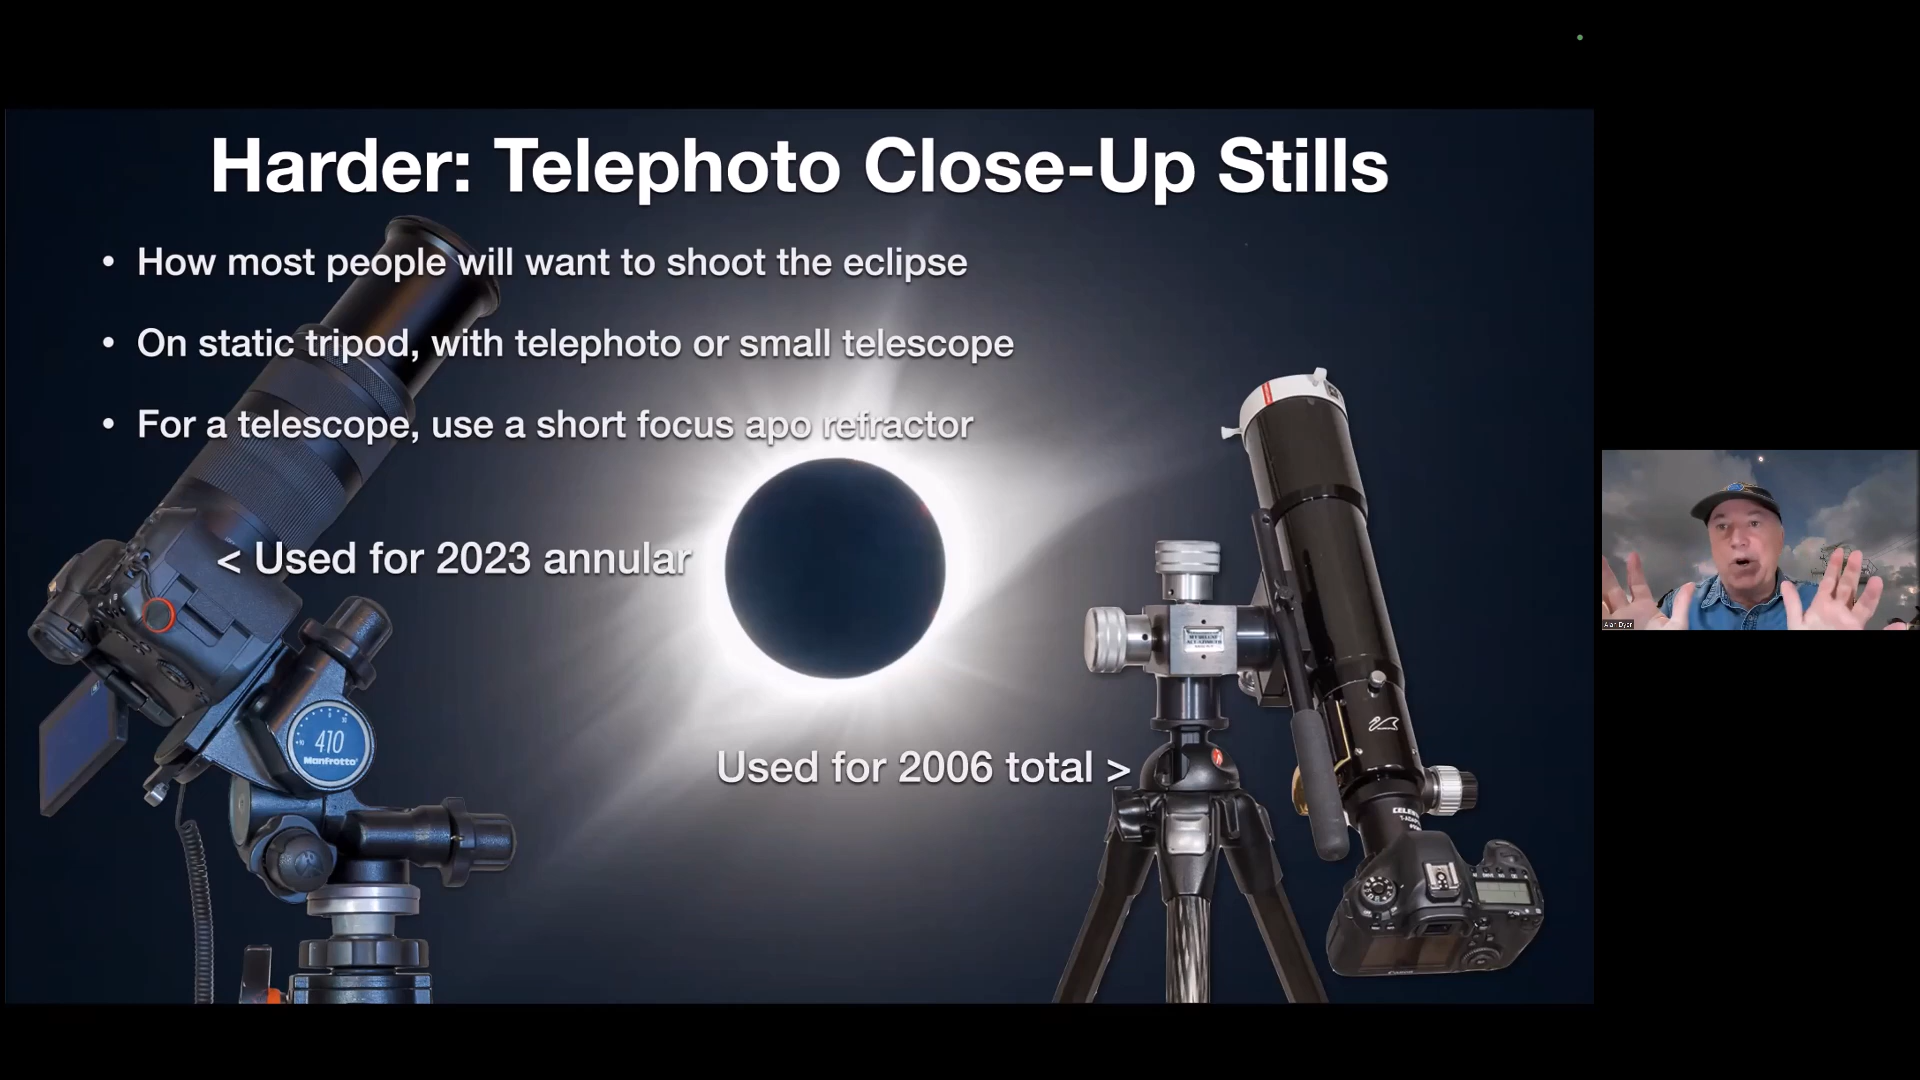 Harder: Telephoto Close-Up Stills
• How most people will want to shoot the eclipse
• On static tripod, with telephoto or small telescope
• For a telescope, use a short focus apo refractor
< Used for 2023 annular
Used for 2006 total >
410
Manfrotto
Alan Dyer